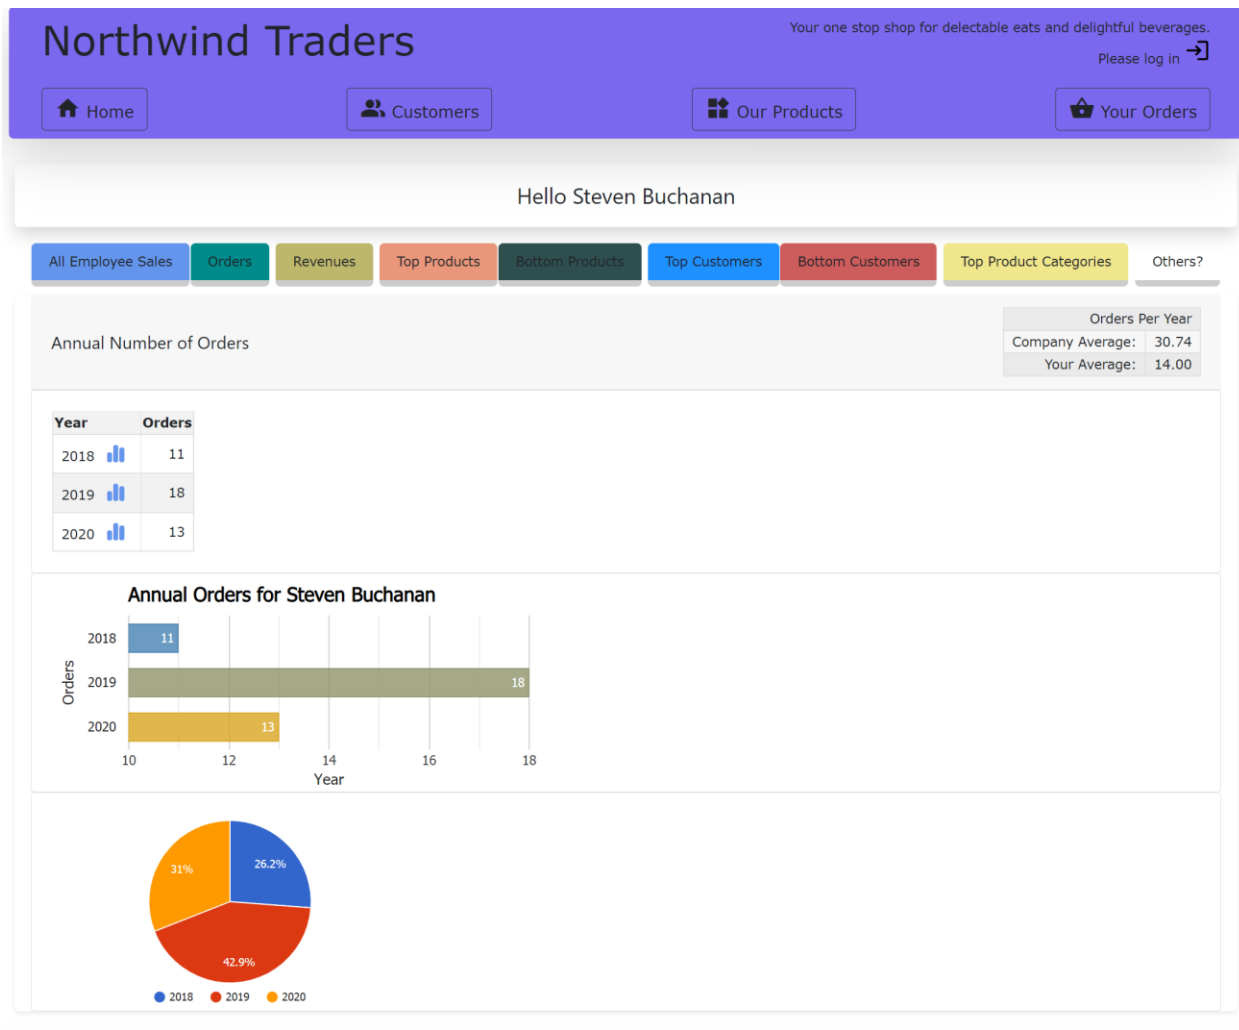 Northwind Traders
Your one stop shop for delectable eats and delightful beverages.
Please log in
Home
Customers
Our Products
Your Orders
Hello Steven Buchanan
All Employee Sales
Orders
Revenues
Top Products
Bottom Products
Top Customers
Bottom Customers
Top Product Categories
Others?
Annual Number of Orders
Orders Per Year
Company Average: 30.74
Your Average: 14.00
Year Orders
2018 11
2019 18
2020 13
Annual Orders for Steven Buchanan
2018 11
2019 18
2020 13
Orders
10 12 14 16 18
Year
31% 26.2%
42.9%
2018 2019 2020